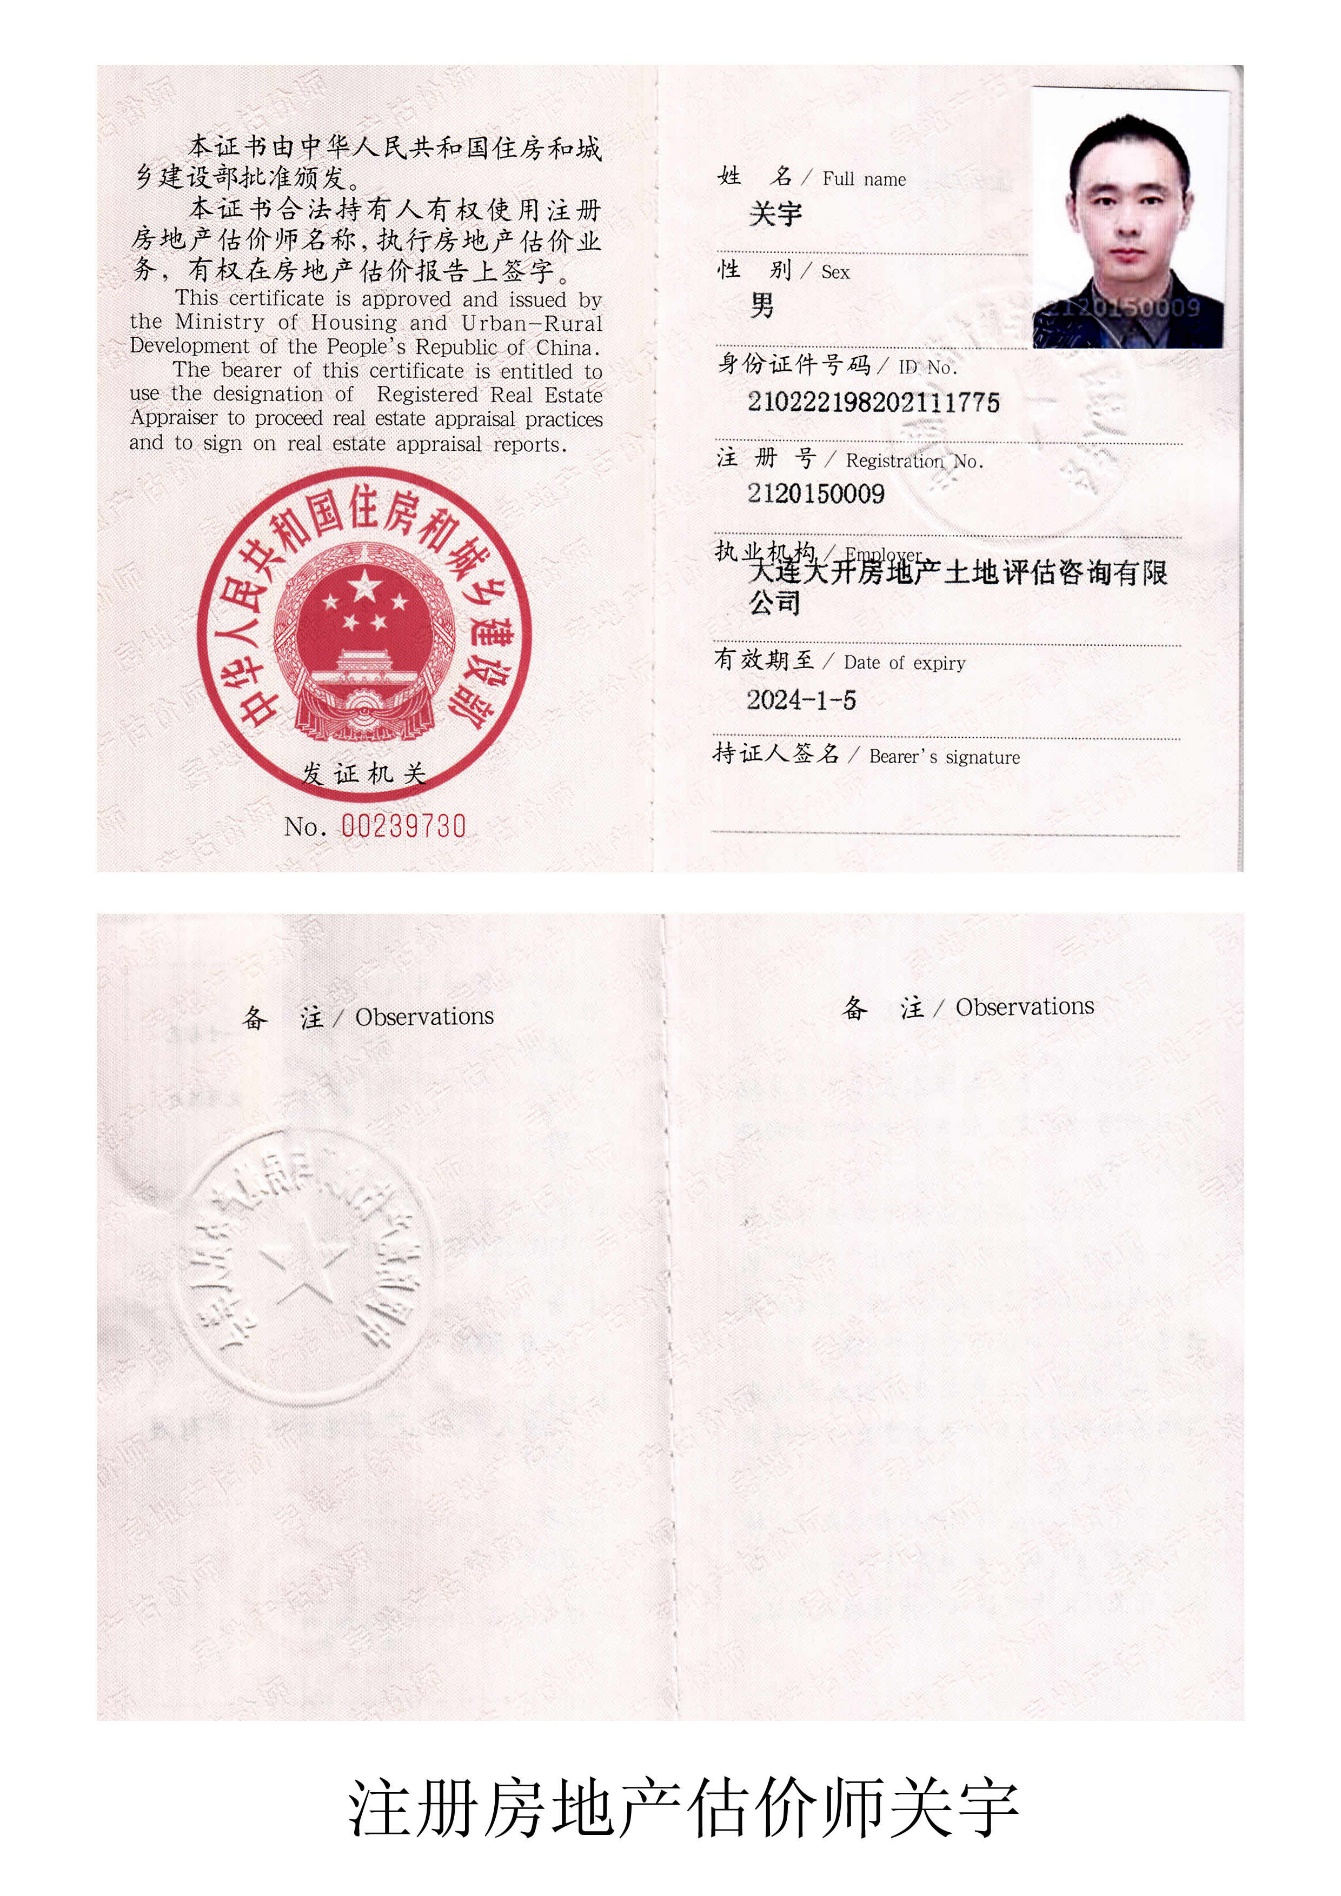 本证书由中华人民共和国住房和城
乡建设部批准颁发。
本证书合法持有人有权使用注册
房地产估价师名称,执行房地产估价业
务,有权在房地产估价报告上签字。
This certificate is approved and issued by
the Ministry of Housing and Urban-Rural
Development of the People's Republic of China.
The bearer of this certificate is entitled to
use the designation of Registered Real Estate
Appraiser to proceed real estate appraisal practices
and to sign on real estate appraisal reports.
中华人民共和国住房和城乡建设部
发证机关
No. 00239730
姓 名 / Full name
关宇
性 别 / Sex
男
身份证件号码 / ID No.
210222198202111775
注 册 号 / Registration No.
2120150009
执业机构 / Employer
大连大开房地产土地评估咨询有限
公司
有效期至 / Date of expiry
2024-1-5
持证人签名 / Bearer's signature
2120150009
备 注 / Observations
备 注 / Observations
注册房地产估价师关宇